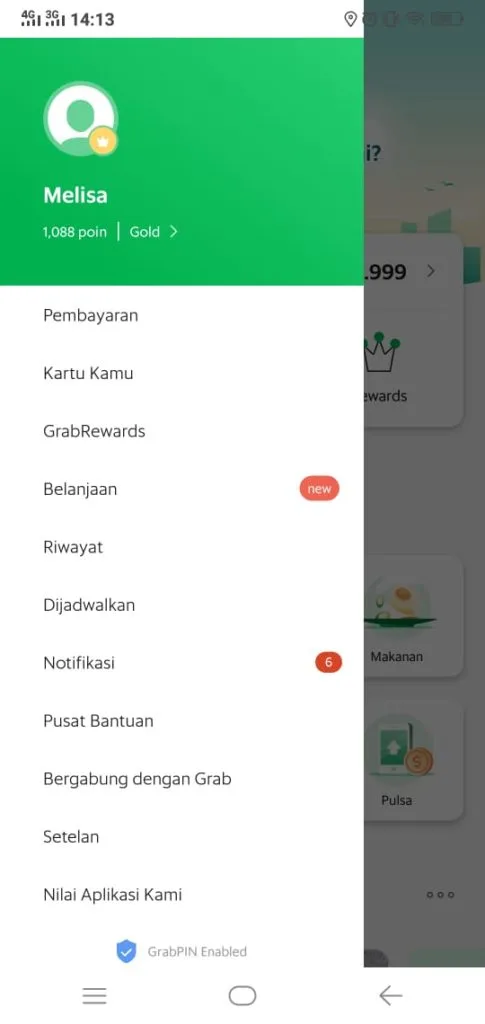 4G 3G 14:13
i?
Melisa
1,088 poin | Gold
.999
ewards
Pembayaran
Kartu Kamu
GrabRewards
Belanjaan
new
Riwayat
Dijadwalkan
Notifikasi
6
Makanan
Pusat Bantuan
Bergabung dengan Grab
Pulsa
Setelan
Nilai Aplikasi Kami
GrabPIN Enabled